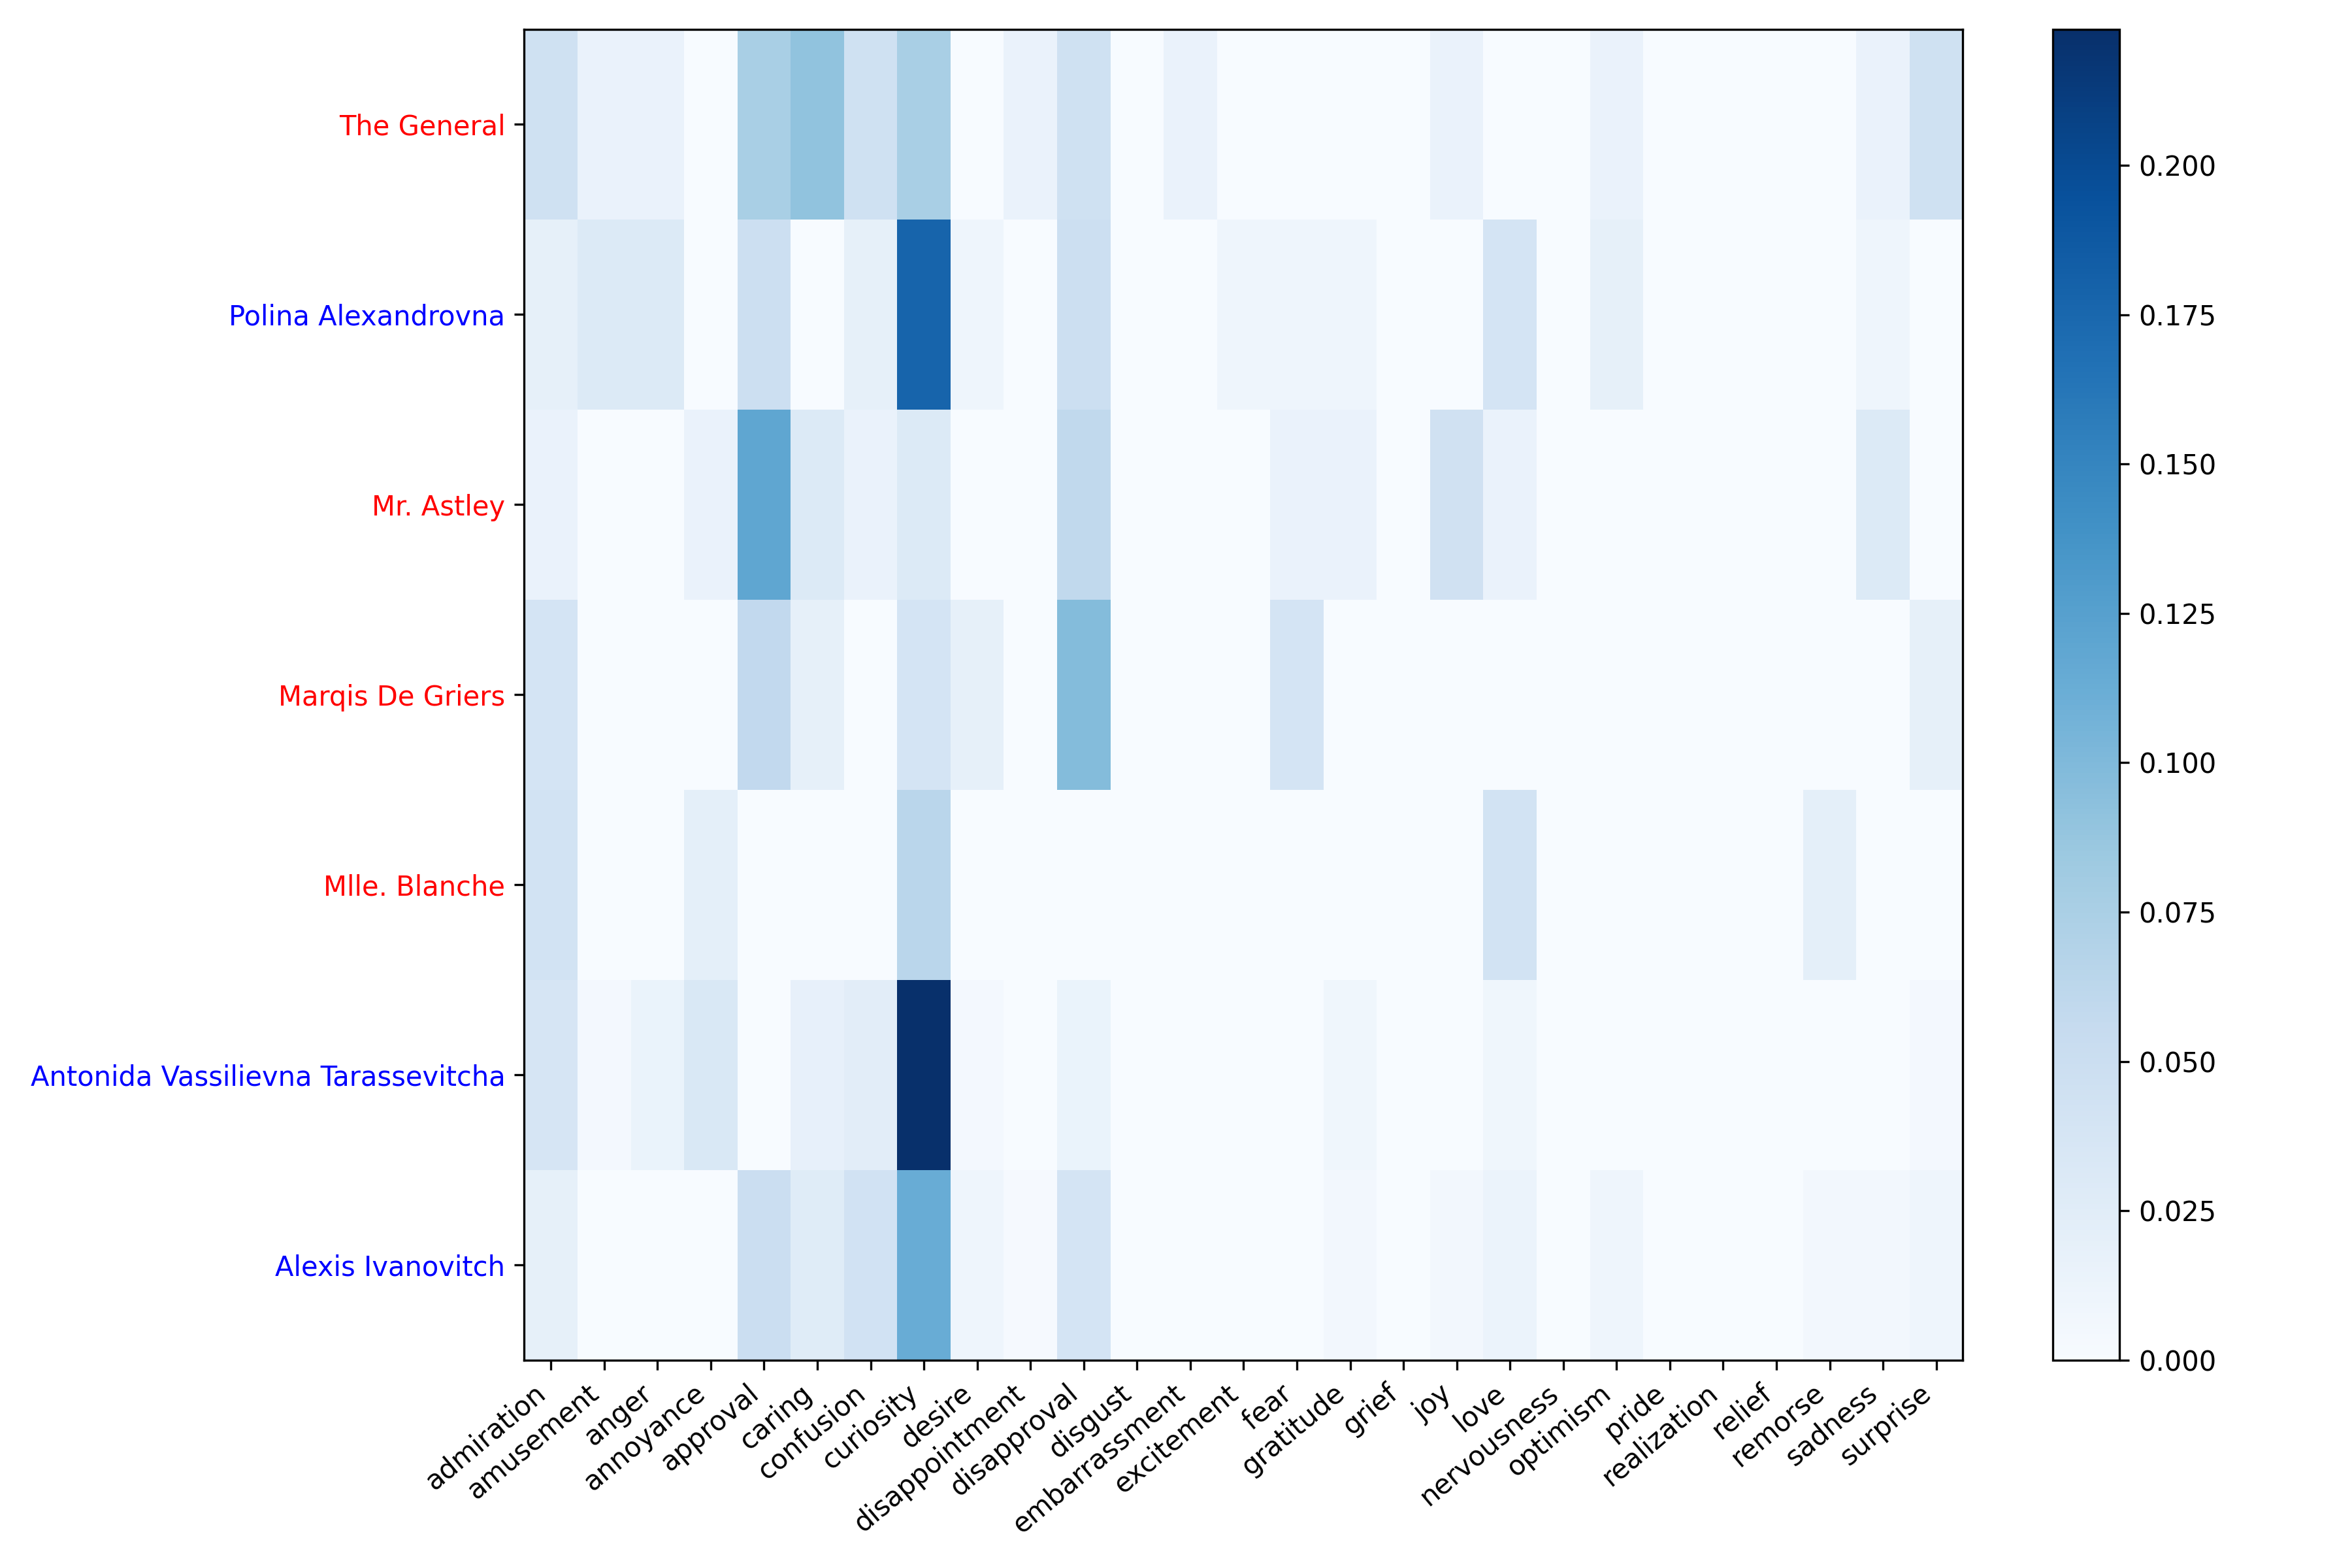 The General
Polina Alexandrovna
Mr. Astley
Marqis De Griers
Mlle. Blanche
Antonida Vassilievna Tarassevitcha
Alexis Ivanovitch
admiration
amusement
anger
annoyance
approval
caring
confusion
curiosity
desire
disappointment
disapproval
disgust
embarrassment
excitement
fear
gratitude
grief
joy
love
nervousness
optimism
pride
realization
relief
remorse
sadness
surprise
0.200
0.175
0.150
0.125
0.100
0.075
0.050
0.025
0.000